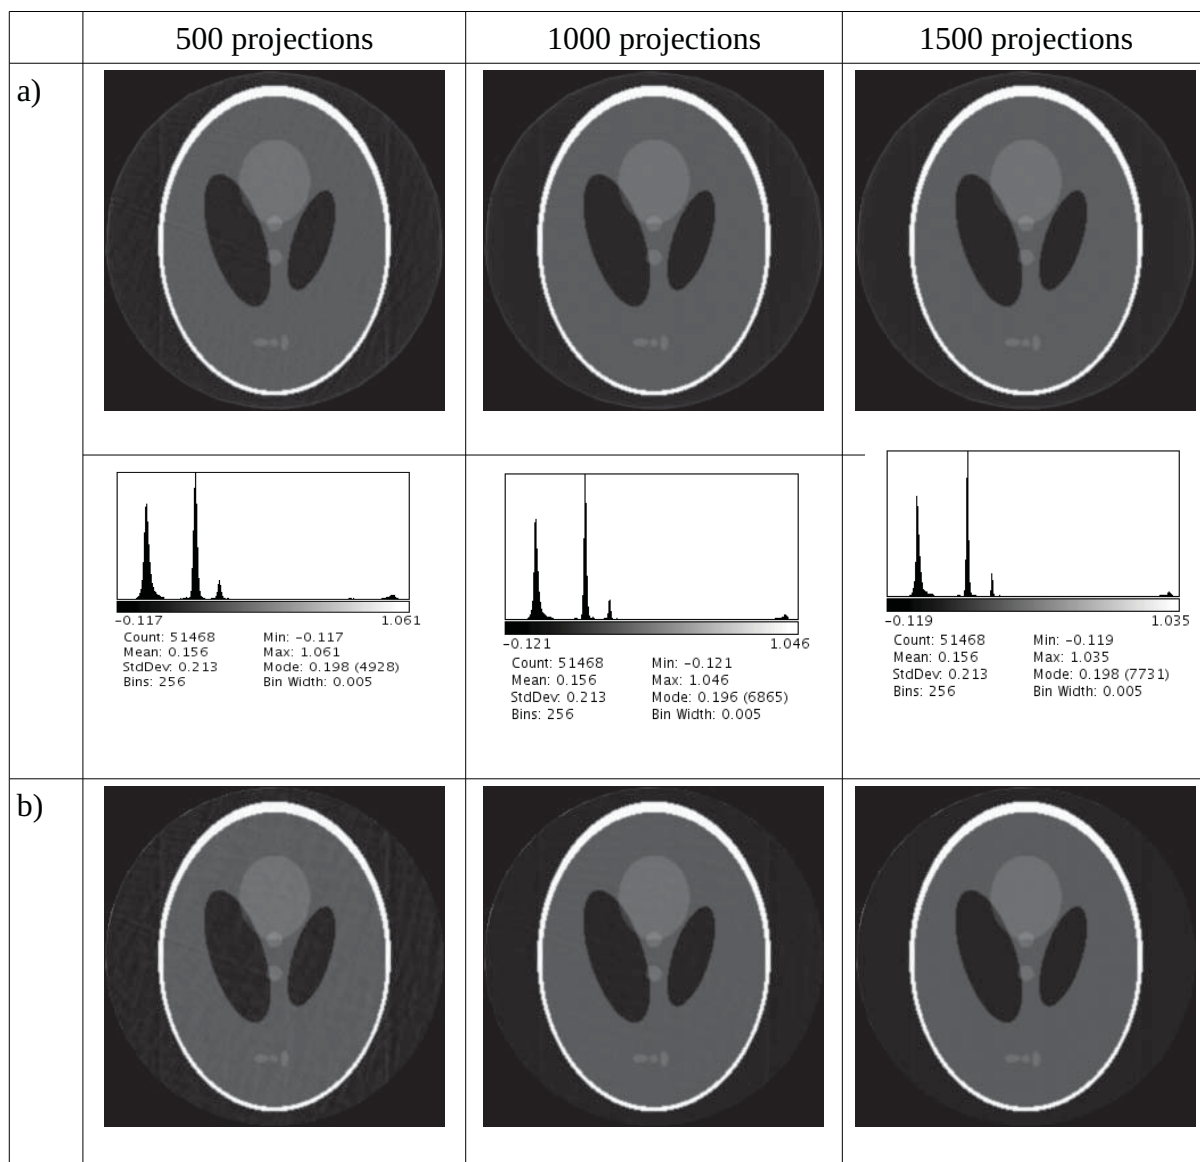 500 projections
1000 projections
1500 projections
a)
-0.117 1.061
Count: 51468 Min: -0.117
Mean: 0.156 Max: 1.061
StdDev: 0.213 Mode: 0.198 (4928)
Bins: 256 Bin Width: 0.005
-0.121 1.046
Count: 51468 Min: -0.121
Mean: 0.156 Max: 1.046
StdDev: 0.213 Mode: 0.196 (6865)
Bins: 256 Bin Width: 0.005
-0.119 1.035
Count: 51468 Min: -0.119
Mean: 0.156 Max: 1.035
StdDev: 0.213 Mode: 0.198 (7731)
Bins: 256 Bin Width: 0.005
b)